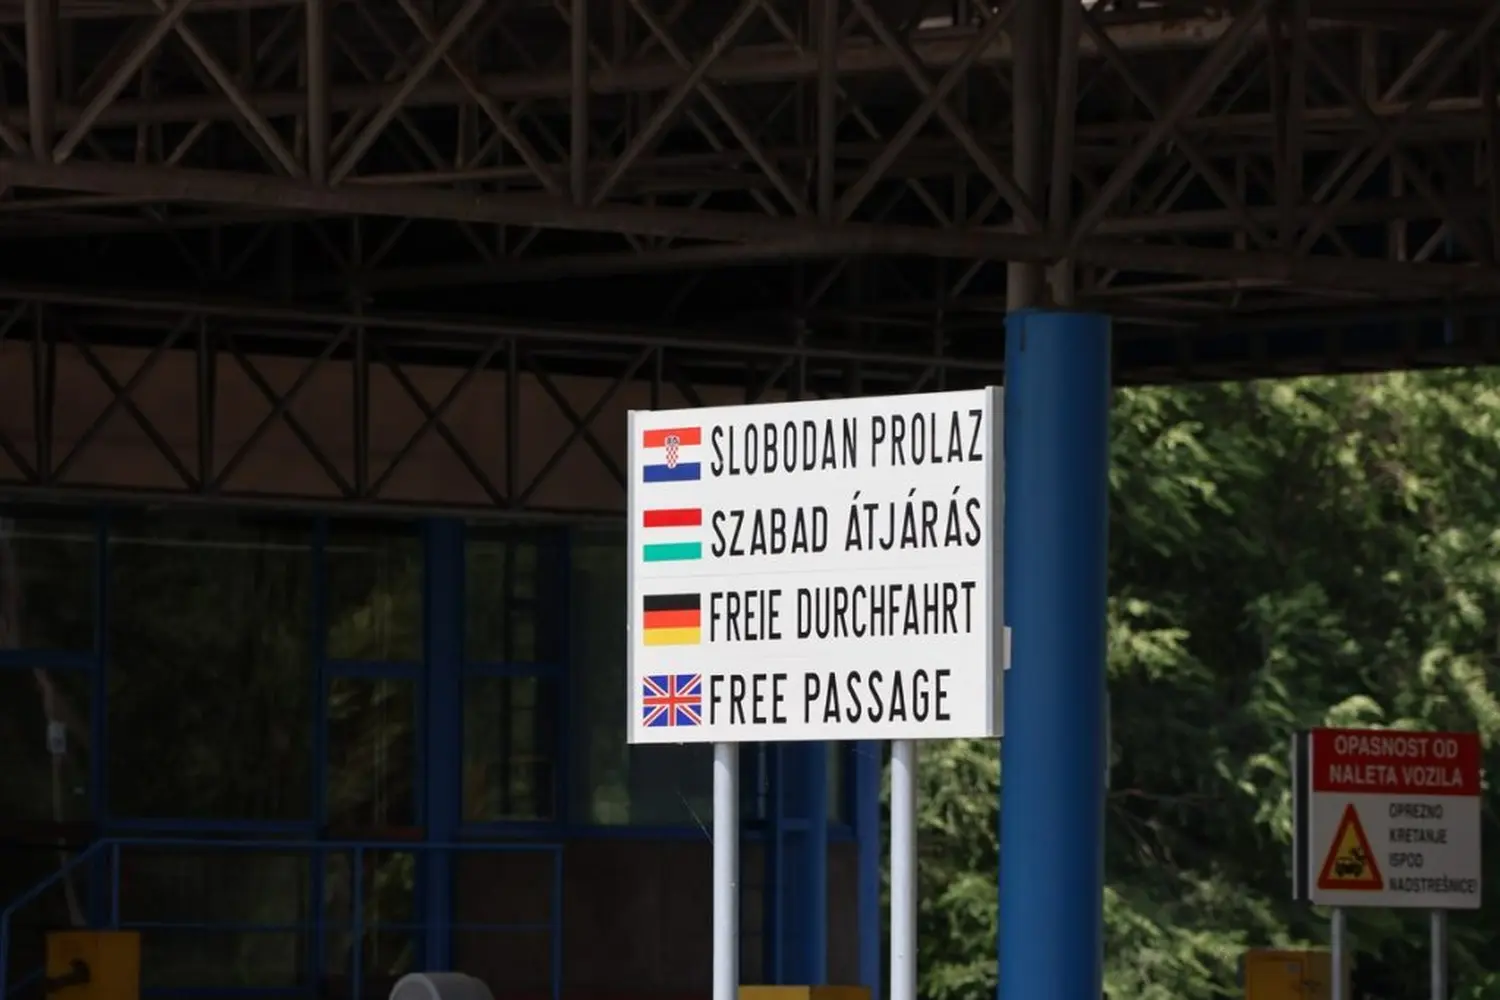 SLOBODAN PROLAZ
SZABAD ÁTJÁRÁS
FREIE DURCHFAHRT
FREE PASSAGE
OPASNOST OD
NALETA VOZILA
OPREZNO
KRETANJE
ISPOD
NADSTREŠNICE!